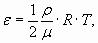 ε = 1/2 ρ/μ · R · T,